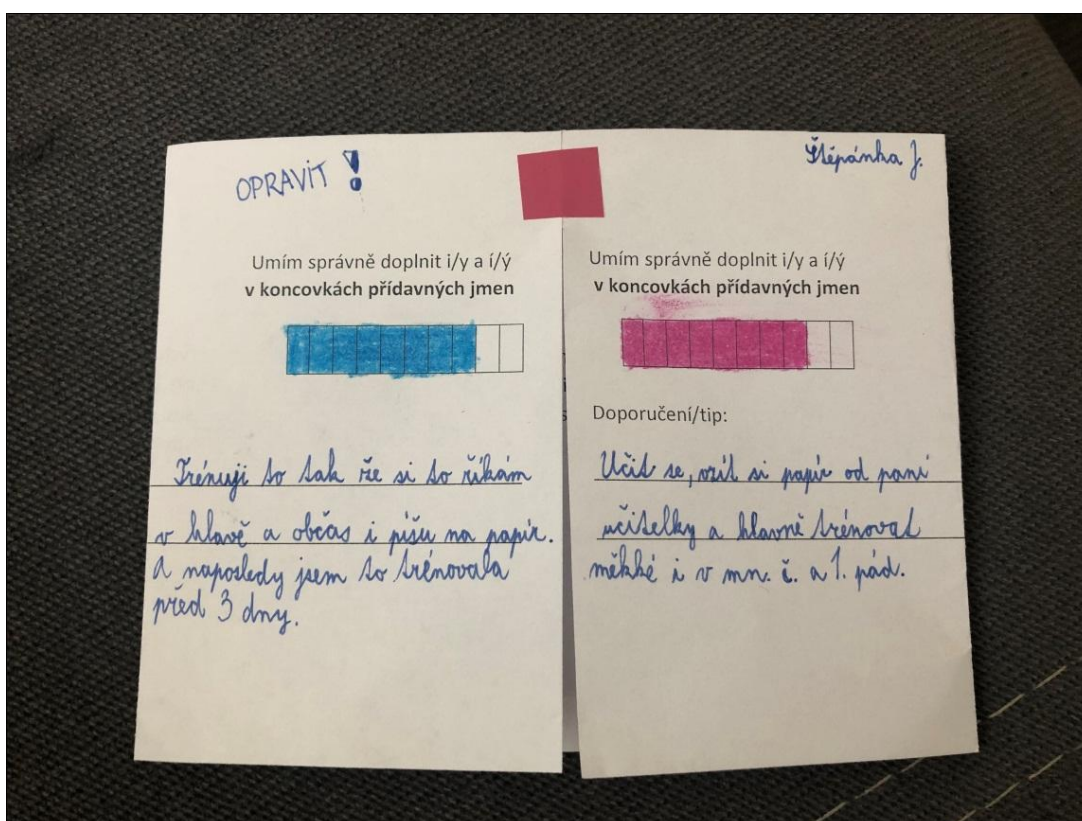 OPRAVIT!
Štěpánka J.
Umím správně doplnit i/y a í/ý
v koncovkách přídavných jmen
Trénuji to tak že si to říkám
v hlavě a občas i píšu na papír.
A naposledy jsem to trénovala
před 3 dny.
Umím správně doplnit i/y a í/ý
v koncovkách přídavných jmen
Doporučení/tip:
Učit se, vzít si papír od paní
učitelky a hlavně trénovat
měkké i v mn. č. a 1. pád.